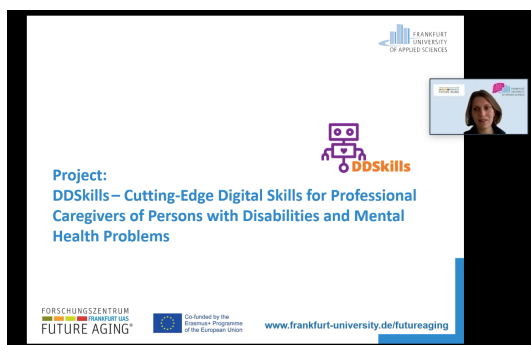 FRANKFURT
UNIVERSITY
OF APPLIED SCIENCES
DDSkills
Project:
DDSkills – Cutting-Edge Digital Skills for Professional
Caregivers of Persons with Disabilities and Mental
Health Problems
FORSCHUNGSZENTRUM
FRANKFURT UAS
FUTURE AGING®
Co-funded by the
Erasmus+ Programme
of the European Union
www.frankfurt-university.de/futureaging